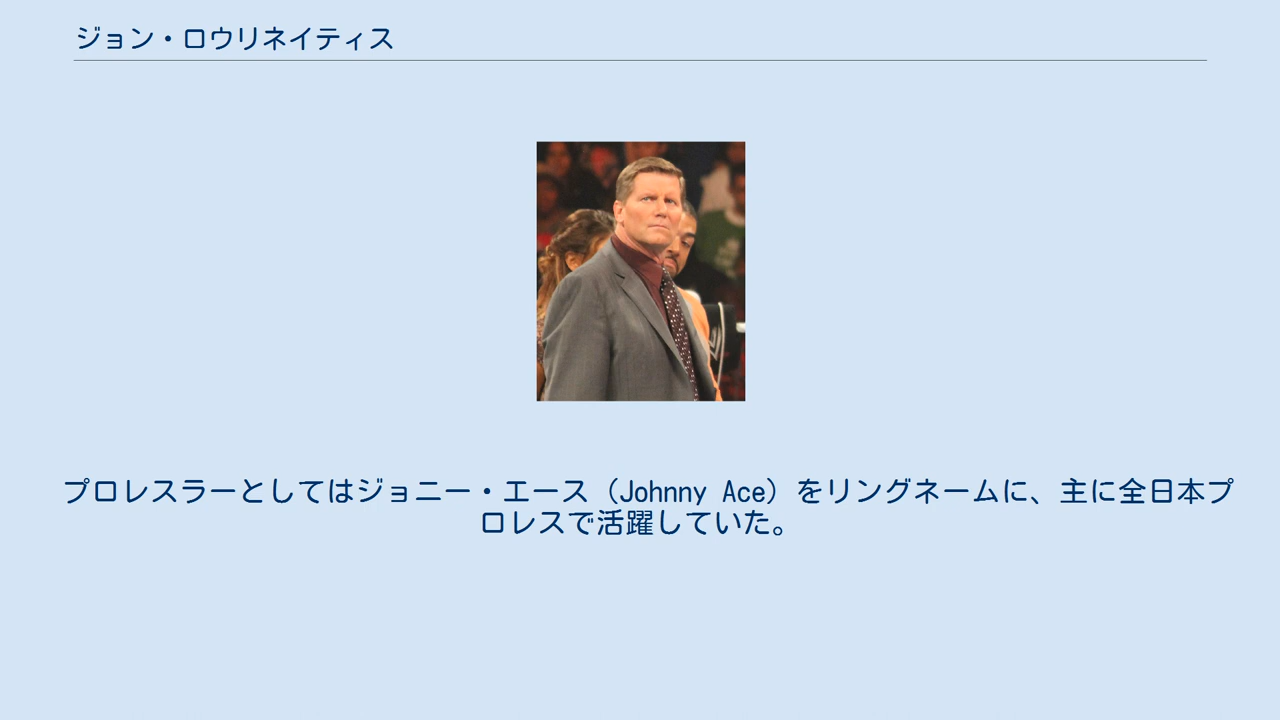 ジョン・ロウリネイティス
プロレスラーとしてはジョニー・エース（Johnny Ace）をリングネームに、主に全日本プ
ロレスで活躍していた。